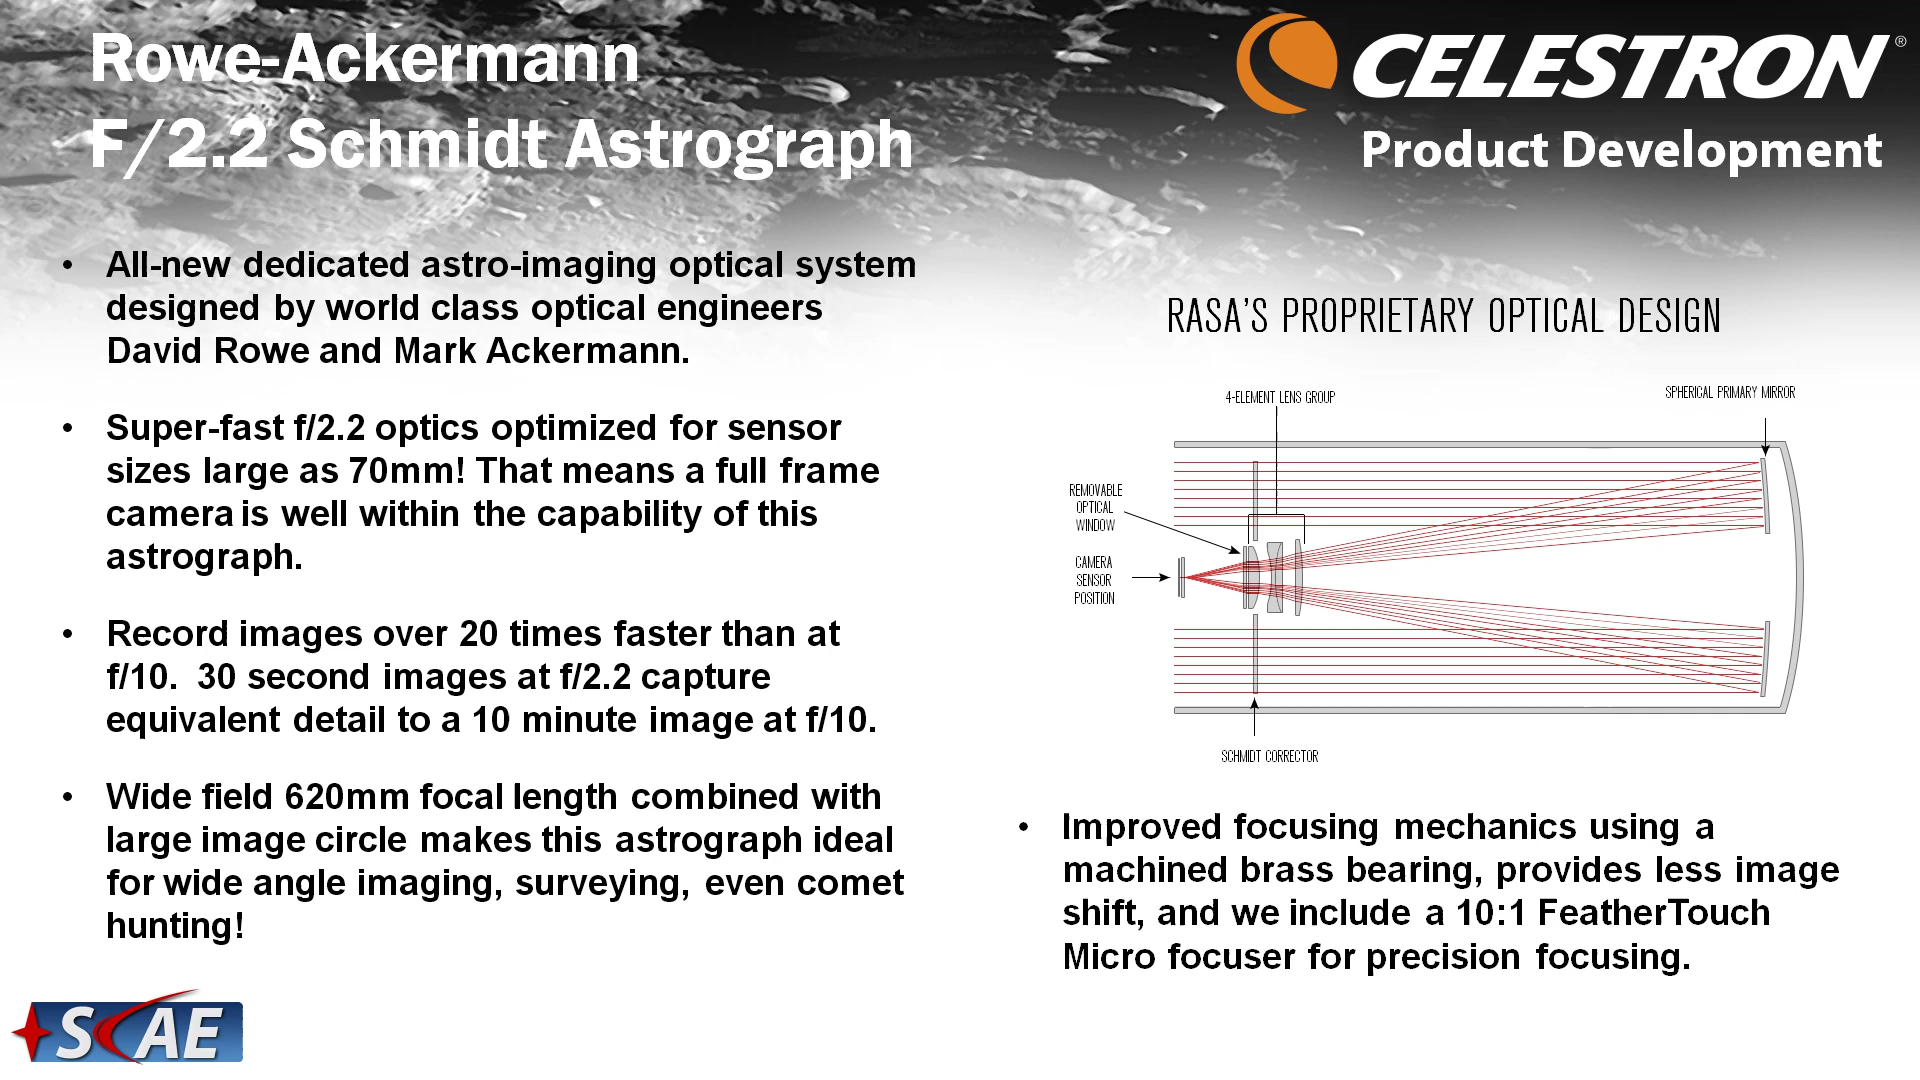 Rowe-Ackermann
F/2.2 Schmidt Astrograph
CELESTRON®
Product Development
• All-new dedicated astro-imaging optical system
designed by world class optical engineers
David Rowe and Mark Ackermann.
• Super-fast f/2.2 optics optimized for sensor
sizes large as 70mm! That means a full frame
camera is well within the capability of this
astrograph.
• Record images over 20 times faster than at
f/10.  30 second images at f/2.2 capture
equivalent detail to a 10 minute image at f/10.
• Wide field 620mm focal length combined with
large image circle makes this astrograph ideal
for wide angle imaging, surveying, even comet
hunting!
RASA'S PROPRIETARY OPTICAL DESIGN
4-ELEMENT LENS GROUP
SPHERICAL PRIMARY MIRROR
REMOVABLE
OPTICAL
WINDOW
CAMERA
SENSOR
POSITION
SCHMIDT CORRECTOR
• Improved focusing mechanics using a
machined brass bearing, provides less image
shift, and we include a 10:1 FeatherTouch
Micro focuser for precision focusing.
SCAE